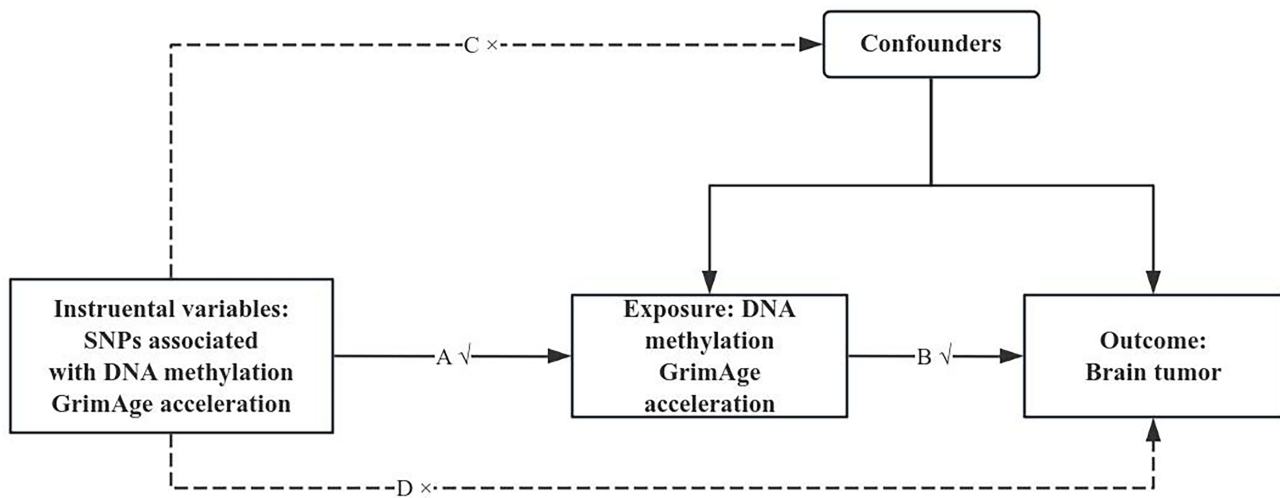 C ×
Confounders
Instruental variables:
SNPs associated
with DNA methylation
GrimAge acceleration
A √
Exposure: DNA
methylation
GrimAge
acceleration
B √
Outcome:
Brain tumor
D ×